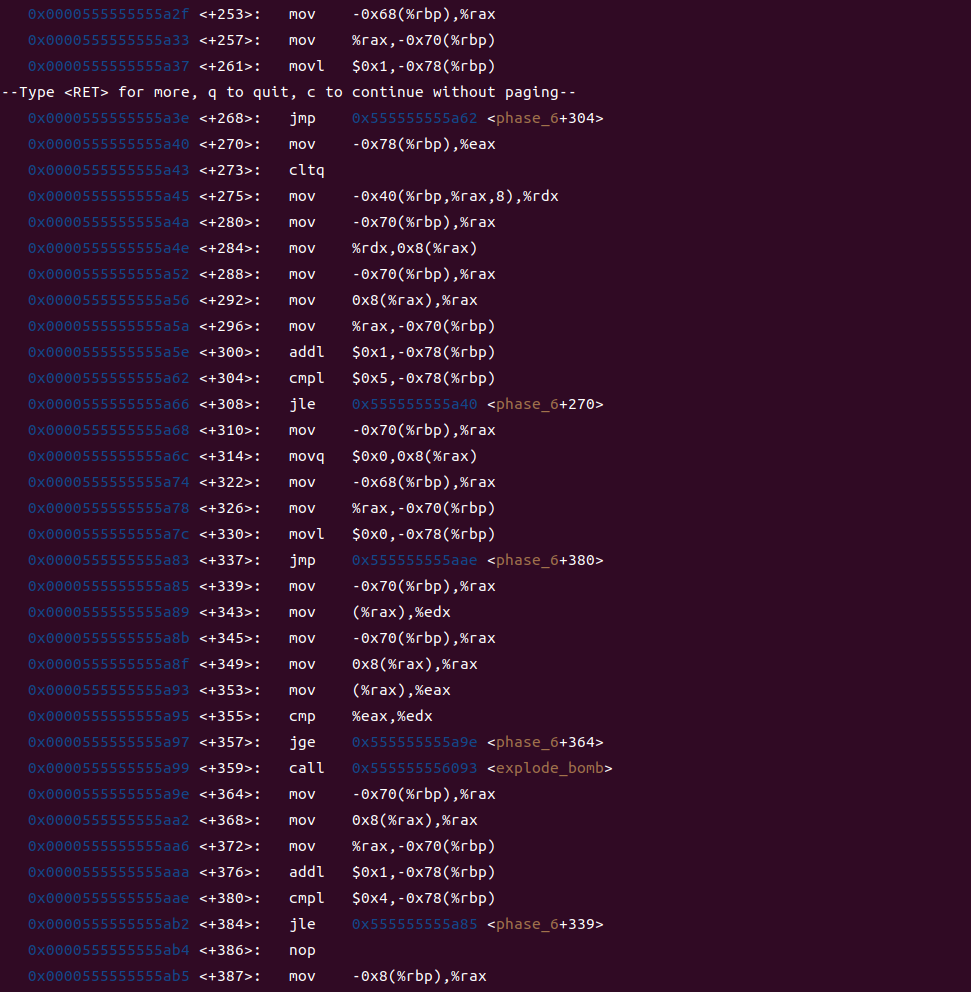 0x0000555555555a2f <+253>: mov -0x68(%rbp),%rax
0x0000555555555a33 <+257>: mov %rax,-0x70(%rbp)
0x0000555555555a37 <+261>: movl $0x1,-0x78(%rbp)
--Type <RET> for more, q to quit, c to continue without paging--
0x0000555555555a3e <+268>: jmp 0x555555555a62 <phase_6+304>
0x0000555555555a40 <+270>: mov -0x78(%rbp),%eax
0x0000555555555a43 <+273>: cltq
0x0000555555555a45 <+275>: mov -0x40(%rbp,%rax,8),%rdx
0x0000555555555a4a <+280>: mov -0x70(%rbp),%rax
0x0000555555555a4e <+284>: mov %rdx,0x8(%rax)
0x0000555555555a52 <+288>: mov -0x70(%rbp),%rax
0x0000555555555a56 <+292>: mov 0x8(%rax),%rax
0x0000555555555a5a <+296>: mov %rax,-0x70(%rbp)
0x0000555555555a5e <+300>: addl $0x1,-0x78(%rbp)
0x0000555555555a62 <+304>: cmpl $0x5,-0x78(%rbp)
0x0000555555555a66 <+308>: jle 0x555555555a40 <phase_6+270>
0x0000555555555a68 <+310>: mov -0x70(%rbp),%rax
0x0000555555555a6c <+314>: movq $0x0,0x8(%rax)
0x0000555555555a74 <+322>: mov -0x68(%rbp),%rax
0x0000555555555a78 <+326>: mov %rax,-0x70(%rbp)
0x0000555555555a7c <+330>: movl $0x0,-0x78(%rbp)
0x0000555555555a83 <+337>: jmp 0x555555555aae <phase_6+380>
0x0000555555555a85 <+339>: mov -0x70(%rbp),%rax
0x0000555555555a89 <+343>: mov (%rax),%edx
0x0000555555555a8b <+345>: mov -0x70(%rbp),%rax
0x0000555555555a8f <+349>: mov 0x8(%rax),%rax
0x0000555555555a93 <+353>: mov (%rax),%eax
0x0000555555555a95 <+355>: cmp %eax,%edx
0x0000555555555a97 <+357>: jge 0x555555555a9e <phase_6+364>
0x0000555555555a99 <+359>: call 0x555555556093 <explode_bomb>
0x0000555555555a9e <+364>: mov -0x70(%rbp),%rax
0x0000555555555aa2 <+368>: mov 0x8(%rax),%rax
0x0000555555555aa6 <+372>: mov %rax,-0x70(%rbp)
0x0000555555555aaa <+376>: addl $0x1,-0x78(%rbp)
0x0000555555555aae <+380>: cmpl $0x4,-0x78(%rbp)
0x0000555555555ab2 <+384>: jle 0x555555555a85 <phase_6+339>
0x0000555555555ab4 <+386>: nop
0x0000555555555ab5 <+387>: mov -0x8(%rbp),%rax